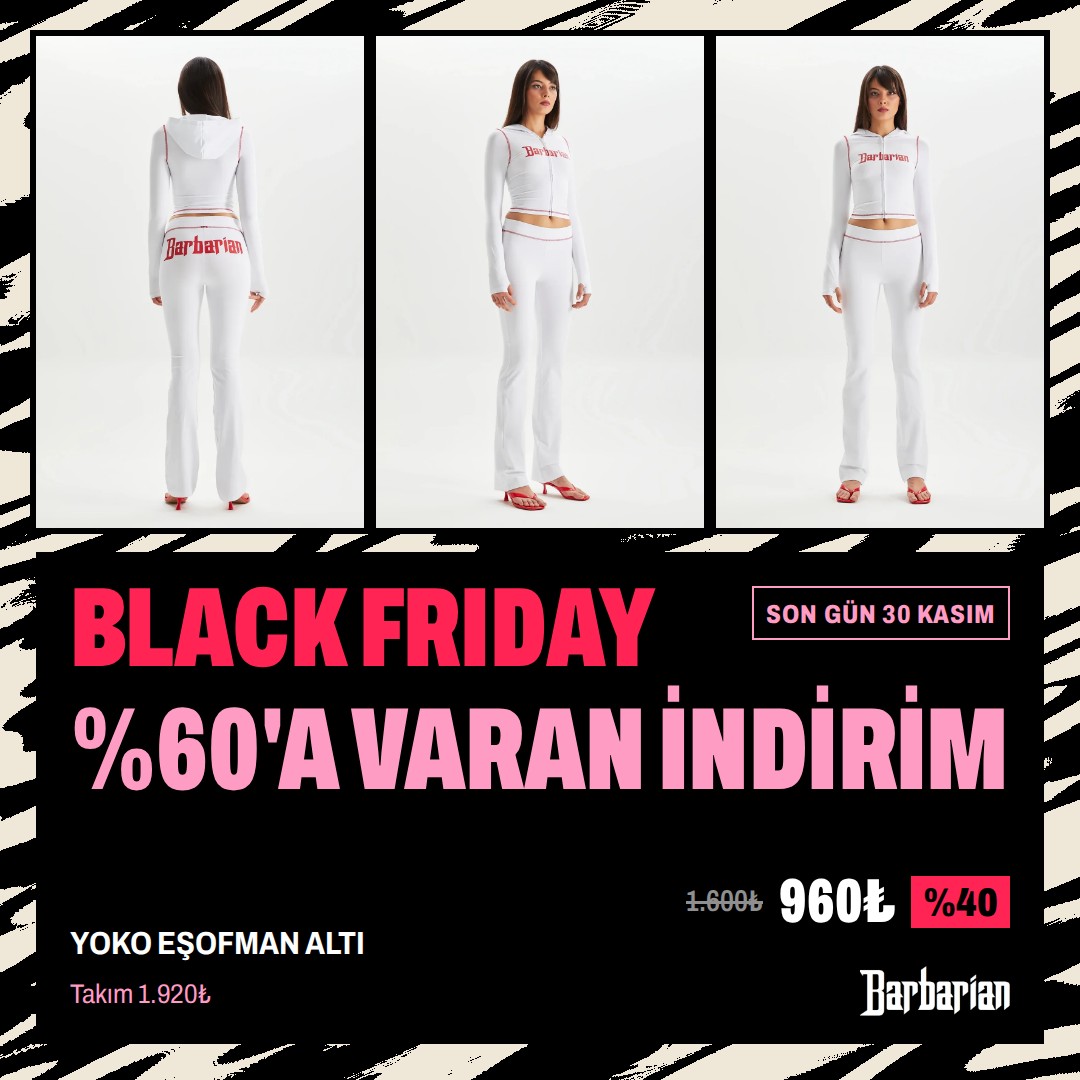 Barbarian
Barbarian
Barbarian
BLACK FRIDAY
SON GÜN 30 KASIM
%60'A VARAN İNDİRİM
1.600₺ 960₺ %40
YOKO EŞOFMAN ALTI
Takım 1.920₺
Barbarian